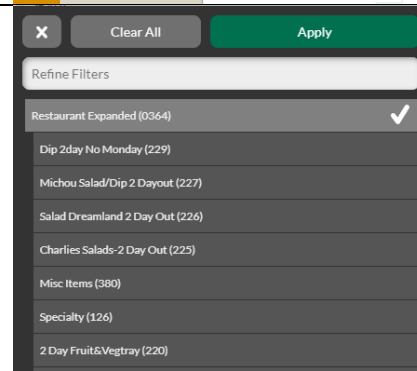 Clear All
Apply
Refine Filters
Restaurant Expanded (0364)
Dip 2day No Monday (229)
Michou Salad/Dip 2 Dayout (227)
Salad Dreamland 2 Day Out (226)
Charlies Salads-2 Day Out (225)
Misc Items (380)
Specialty (126)
2 Day Fruit&Vegtray (220)